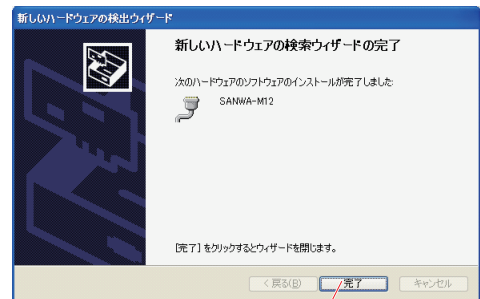 新しいハードウェアの検出ウィザード
新しいハードウェアの検索ウィザードの完了
次のハードウェアのソフトウェアのインストールが完了しました:
SANWA-M12
[完了] をクリックするとウィザードを閉じます。
< 戻る(B)
完了
キャンセル